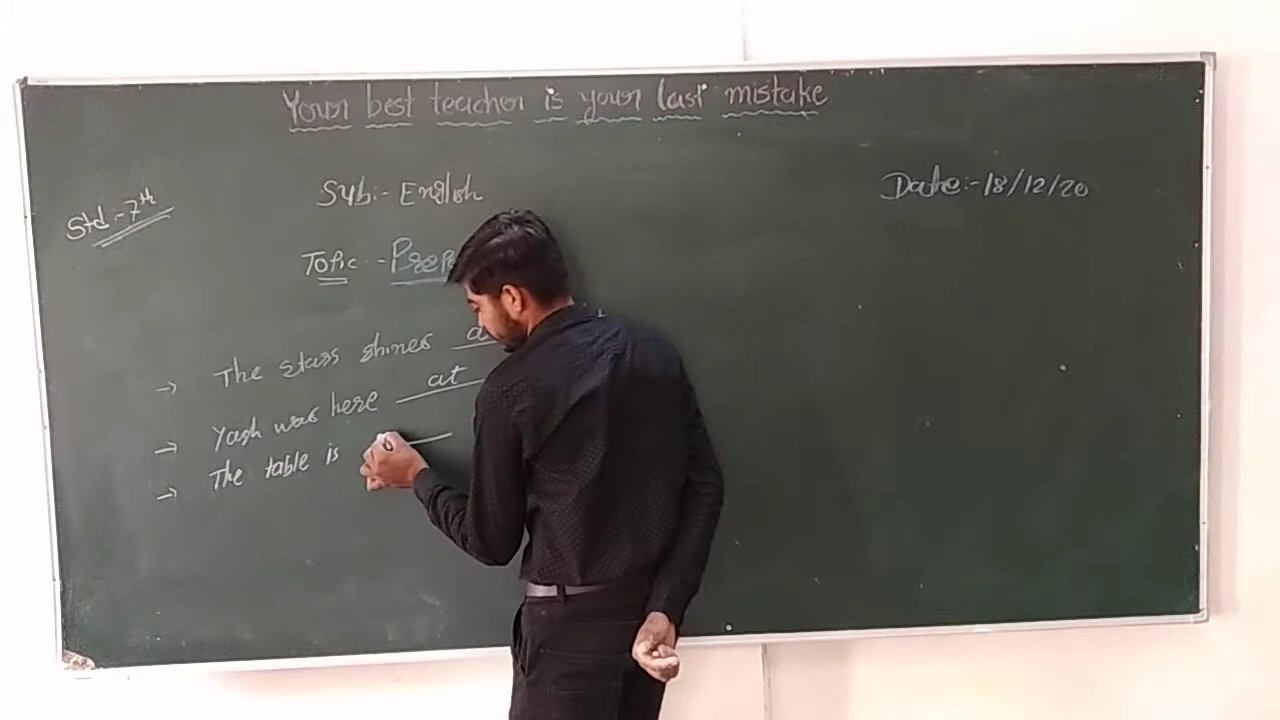 Your best teacher is your last mistake
Std :- 7th
Sub :- English
Date :- 18/12/20
Topic :- Prep
→ The stars shines a
→ Yash was here at
→ The table is